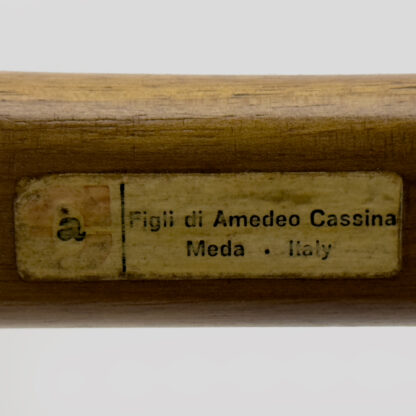 à
Figli di Amedeo Cassina
Meda • Italy